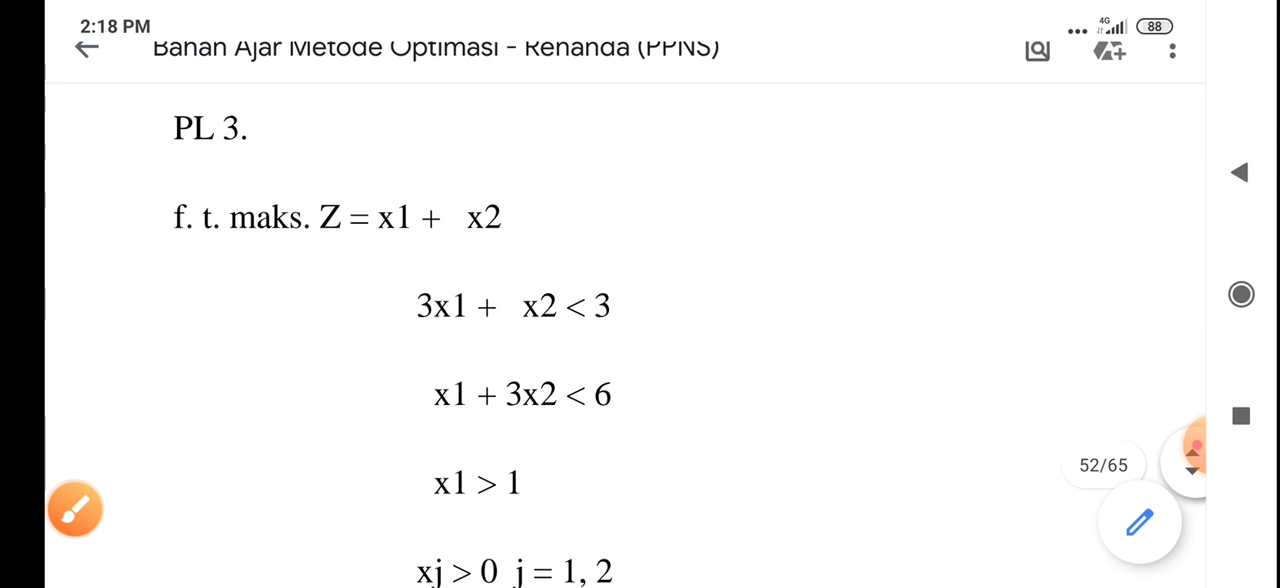 2:18 PM
4G
88
Bahan Ajar Metode Optimasi - Renanda (PPNS)
PL 3.
f. t. maks. Z = x1 + x2
3x1 + x2 < 3
x1 + 3x2 < 6
x1 > 1
52/65
xj > 0 j = 1, 2